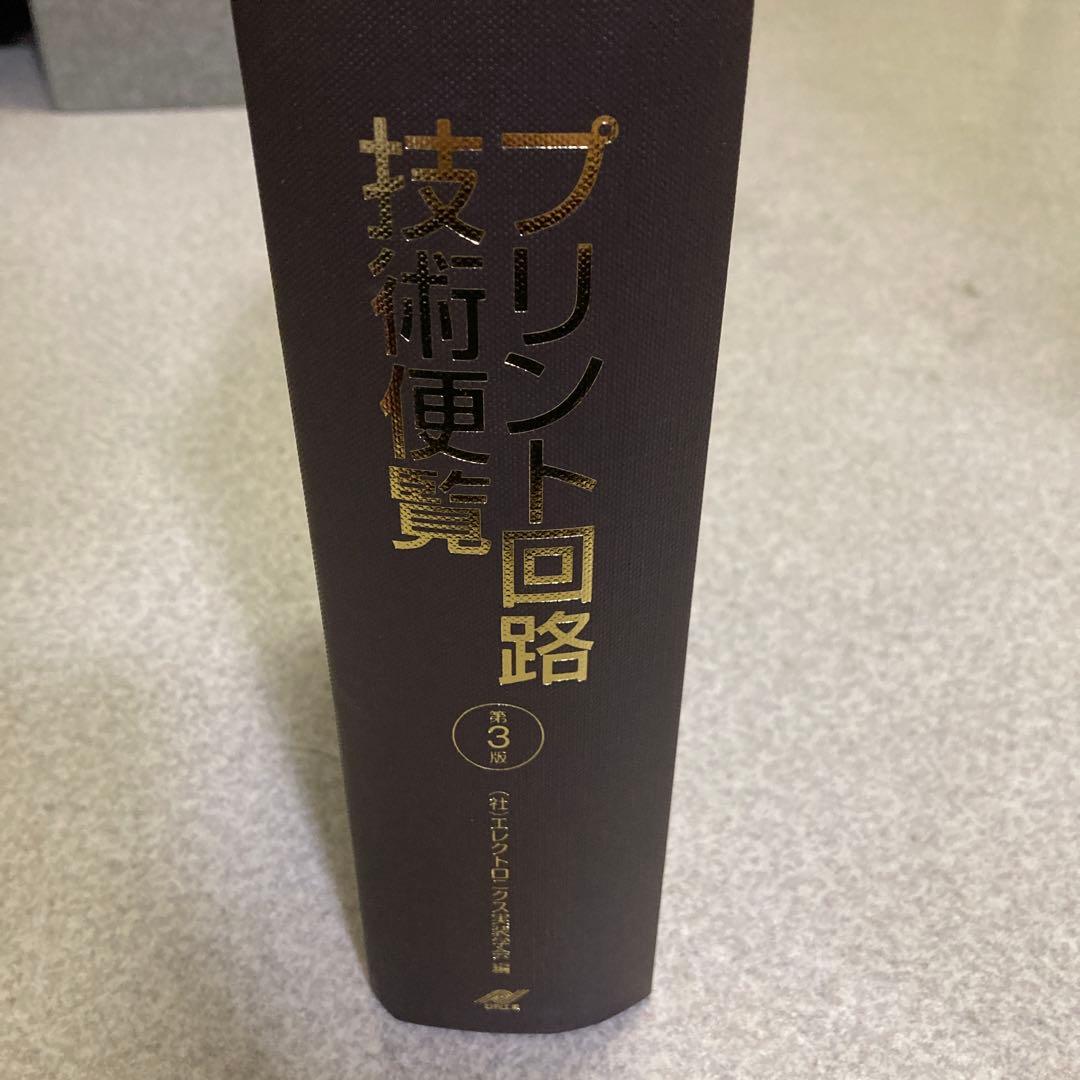 プリント回路
技術便覧
第3版
(社)エレクトロニクス実装学会 編